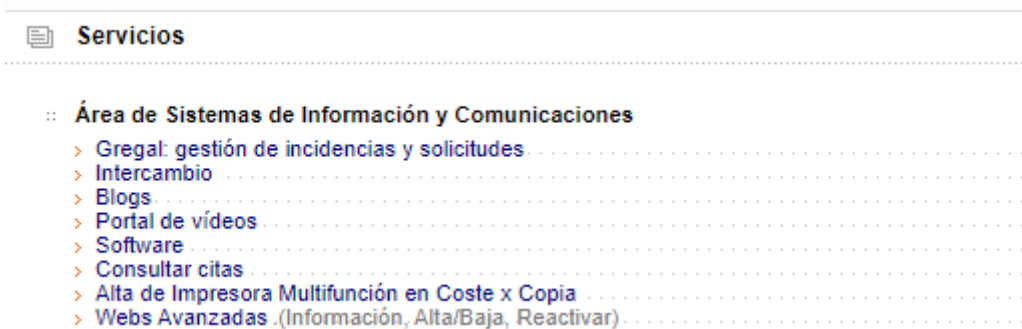 Servicios
Área de Sistemas de Información y Comunicaciones
Gregal: gestión de incidencias y solicitudes
Intercambio
Blogs
Portal de vídeos
Software
Consultar citas
Alta de Impresora Multifunción en Coste x Copia
Webs Avanzadas .(Información, Alta/Baja, Reactivar)